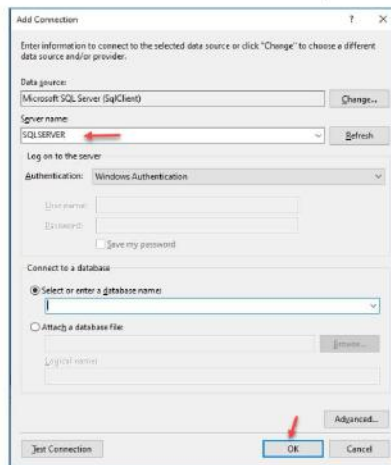 Add Connection ? X
Enter information to connect to the selected data source or click "Change" to choose a different
data source and/or provider.
Data source:
Microsoft SQL Server (SqlClient) Change...
Server name:
SQLSERVER Refresh
Log on to the server
Authentication: Windows Authentication
User name:
Password:
Save my password
Connect to a database
Select or enter a database name:
Attach a database file:
Browse...
Logical name:
Advanced...
Test Connection OK Cancel